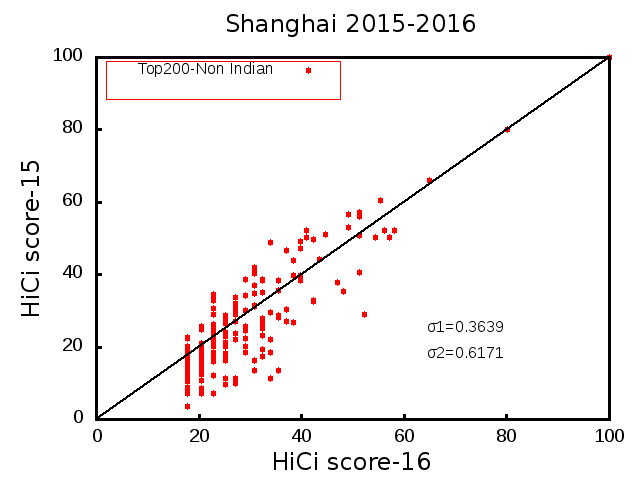 Shanghai 2015-2016
Top200-Non Indian
HiCi score-15
100
80
60
40
20
0
σ1=0.3639
σ2=0.6171
0 20 40 60 80 100
HiCi score-16